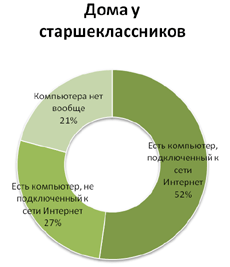 Дома у
старшеклассников
Компьютера нет
вообще
21%
Есть компьютер,
подключенный к
сети
Интернет
52%
Есть компьютер, не
подключенный к
сети Интернет
27%